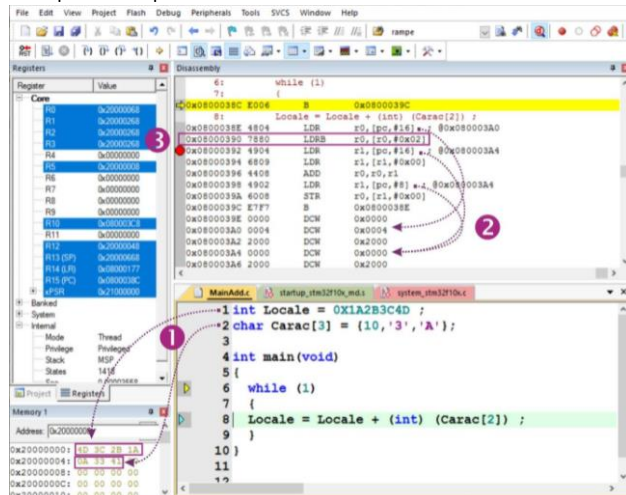 File Edit View Project Flash Debug Peripherals Tools SVCS Window Help
rampe
Registers
Register Value
Core
R0 0x20000068
R1 0x20000268
R2 0x20000268
R3 0x20000268
R4 0x00000000
R5 0x20000008
R6 0x00000000
R7 0x00000000
R8 0x00000000
R9 0x00000000
R10 0x080003C8
R11 0x00000000
R12 0x20000048
R13 (SP) 0x20000668
R14 (LR) 0x08000177
R15 (PC) 0x0800038C
xPSR 0x21000000
Banked
System
Internal
Mode Thread
Privilege Privileged
Stack MSP
States 1418
Project Registers
Memory 1
Address:
0x20000000: 4D 3C 2B 1A
0x20000004: 0A 33 41
0x20000008: 00 00 00 00
0x2000000C: 00 00 00 00
Disassembly
6: while (1)
7: {
0x0800038C E006 B 0x0800039C
8: Locale = Locale + (int) (Carac[2]) ;
0x0800038E 4804 LDR r0,[pc,#16] ; @0x080003A0
0x08000390 7880 LDRB r0,[r0,#0x02]
0x08000392 4904 LDR r1,[pc,#16] ; @0x080003A4
0x08000394 6809 LDR r1,[r1,#0x00]
0x08000396 4408 ADD r0,r0,r1
0x08000398 4902 LDR r1,[pc,#8] ; @0x080003A4
0x0800039A 6008 STR r0,[r1,#0x00]
0x0800039C E7F7 B 0x0800038E
0x0800039E 0000 DCW 0x0000
0x080003A0 0004 DCW 0x0004
0x080003A2 2000 DCW 0x2000
0x080003A4 0000 DCW 0x0000
0x080003A6 2000 DCW 0x2000
3
2
1
MainAdd.c startup_stm32f10x_md.s system_stm32f10x.c
1 int Locale = 0X1A2B3C4D ;
2 char Carac[3] = {10,'3','A'};
3
4 int main(void)
5 {
6 while (1)
7 {
8 Locale = Locale + (int) (Carac[2]) ;
9 }
10 }
11
12